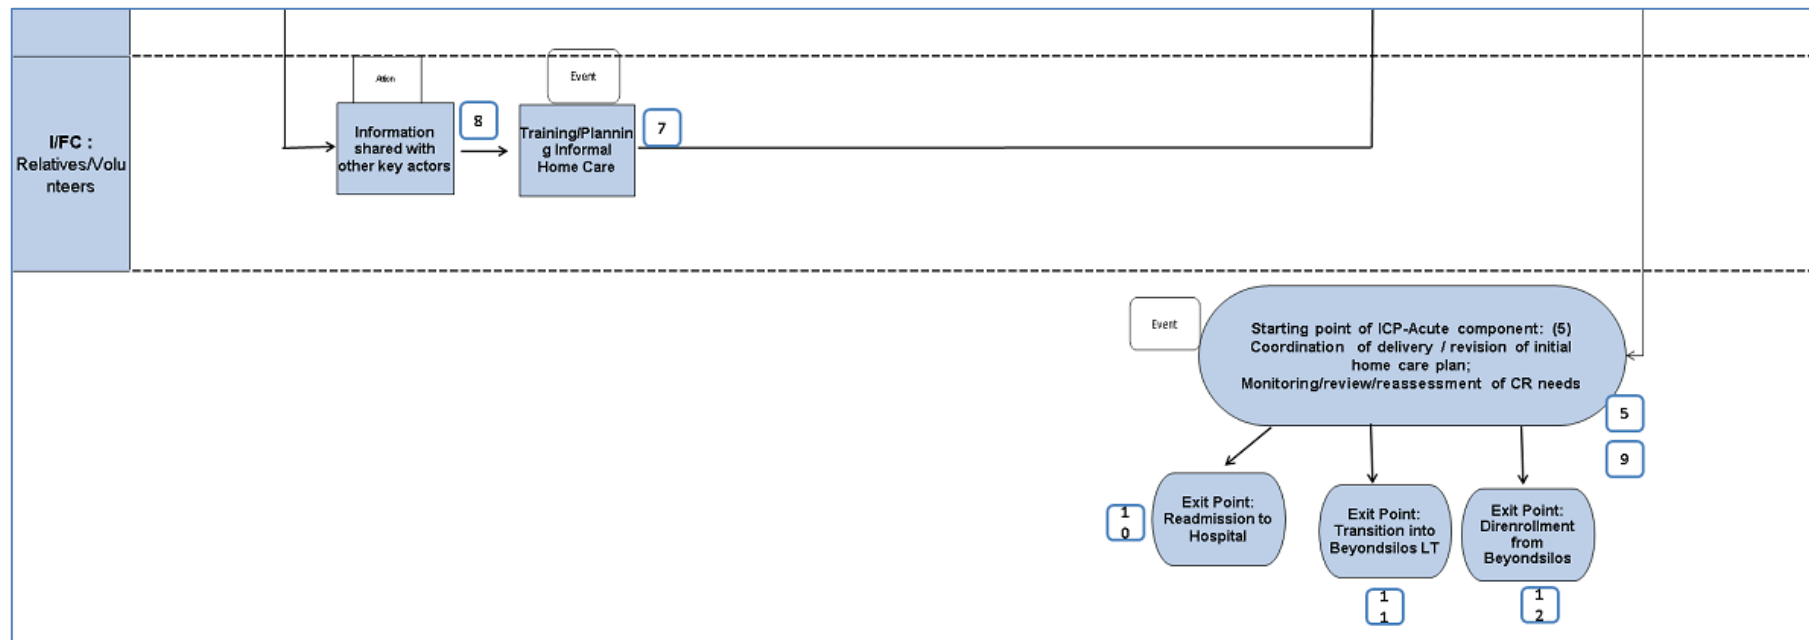 I/FC :
Relatives/Volu
nteers
Information
shared with
other key actors
8
Event
Training/Plannin
g Informal
Home Care
7
Event
Starting point of ICP-Acute component: (5)
Coordination of delivery / revision of initial
home care plan;
Monitoring/review/reassessment of CR needs
5
9
1
0
Exit Point:
Readmission to
Hospital
Exit Point:
Transition into
Beyondsilos LT
1
1
Exit Point:
Direnrollment
from
Beyondsilos
1
2